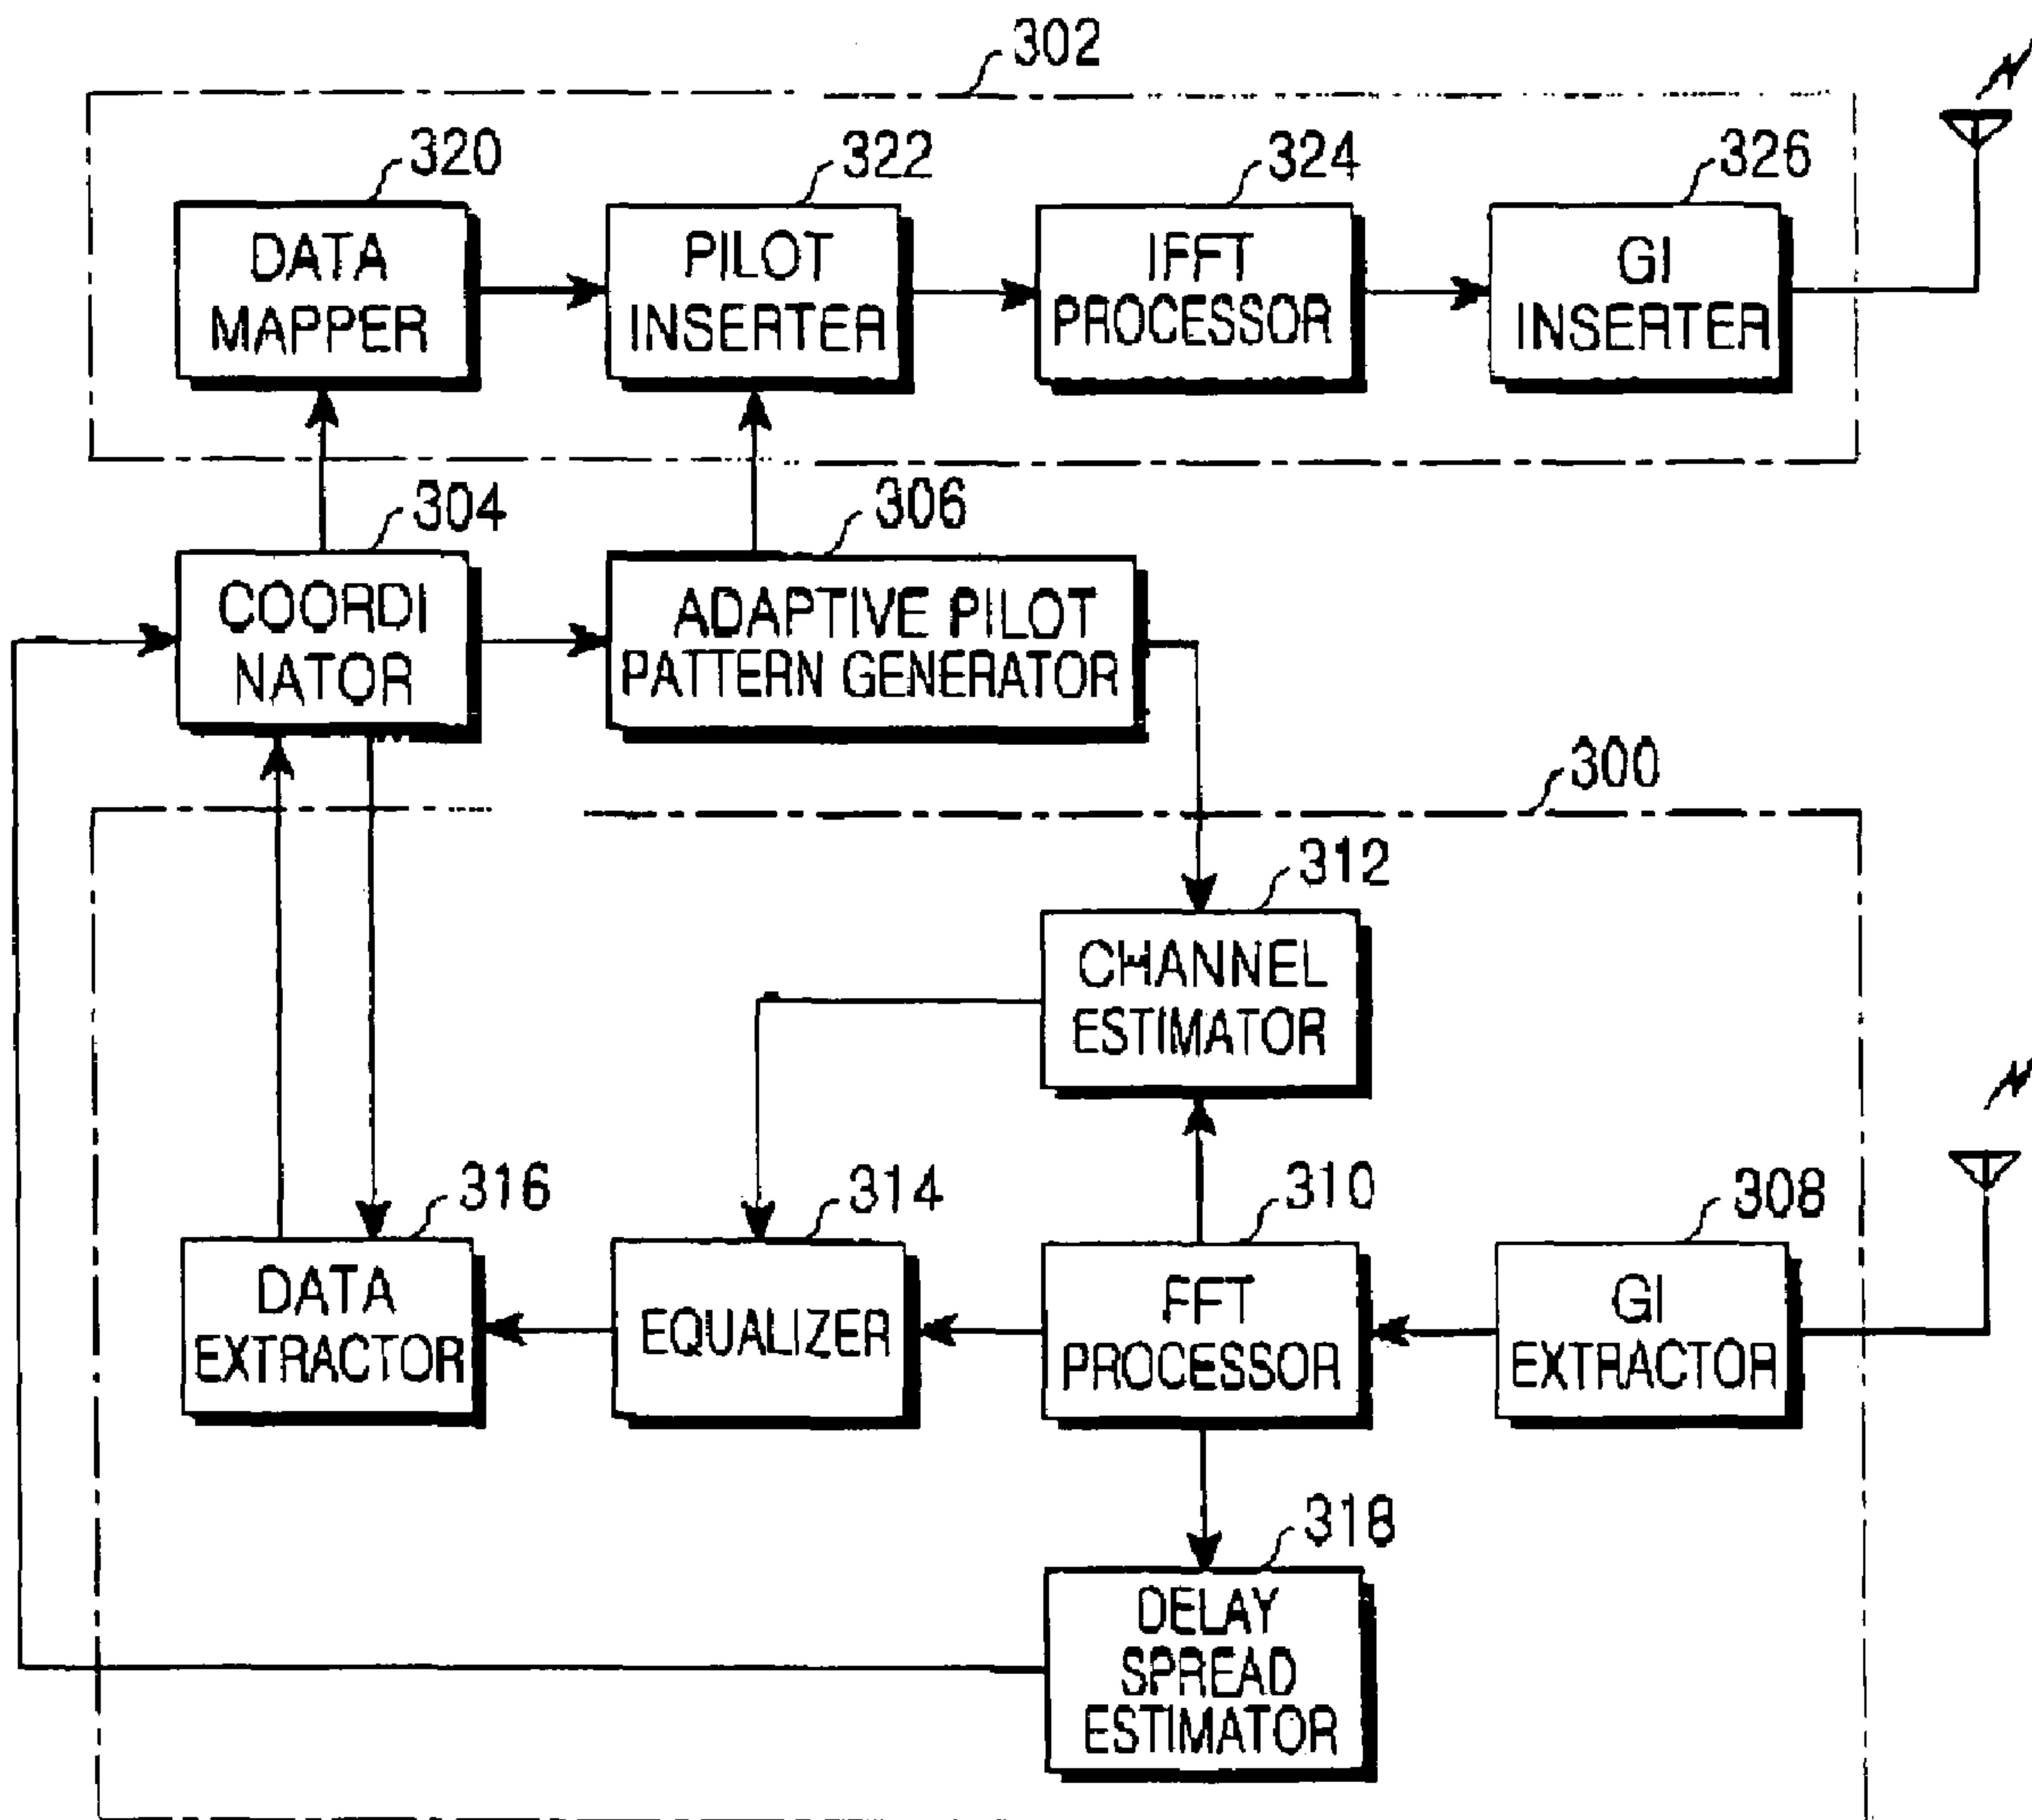 302
320
322
324
326
DATA
MAPPER
PILOT
INSERTER
IFFT
PROCESSOR
GI
INSERTER
304
306
COORDI
NATOR
ADAPTIVE PILOT
PATTERN GENERATOR
300
312
CHANNEL
ESTIMATOR
316
314
310
308
DATA
EXTRACTOR
EQUALIZER
FFT
PROCESSOR
GI
EXTRACTOR
318
DELAY
SPREAD
ESTIMATOR